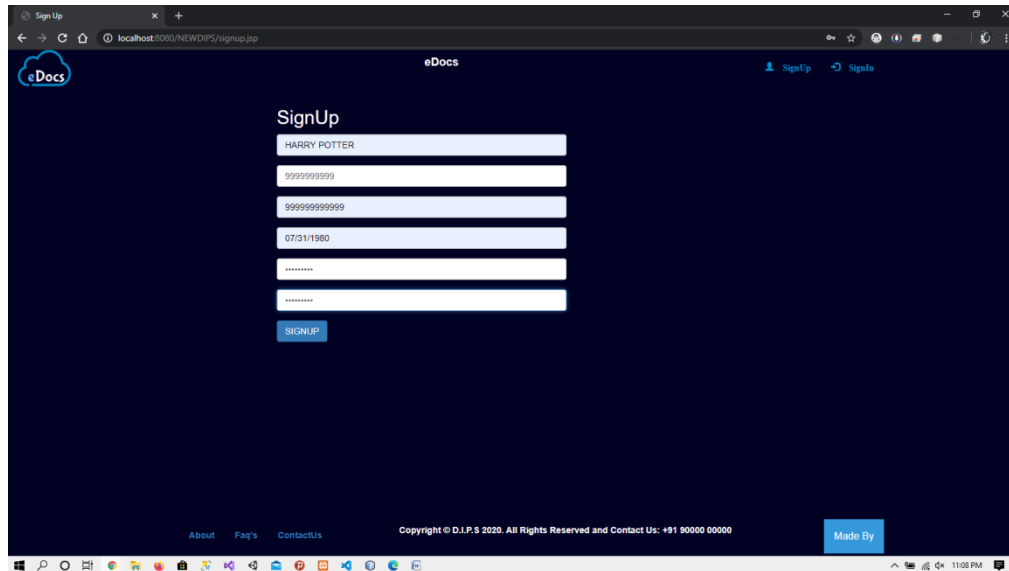 Sign Up
localhost:8080/NEWDIPS/signup.jsp
eDocs
eDocs
SignUp
SignIn
SignUp
HARRY POTTER
9999999999
999999999999
07/31/1980
SIGNUP
About
Faq's
ContactUs
Copyright © D.I.P.S 2020. All Rights Reserved and Contact Us: +91 90000 00000
Made By
11:08 PM